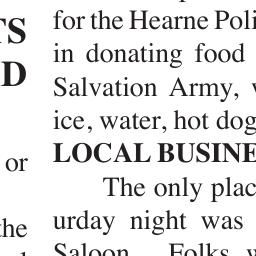 TS
D
or
the
for the Hearne Poli
in donating food
Salvation Army,
ice, water, hot dog
LOCAL BUSINE
The only plac
urday night was
Saloon. Folks